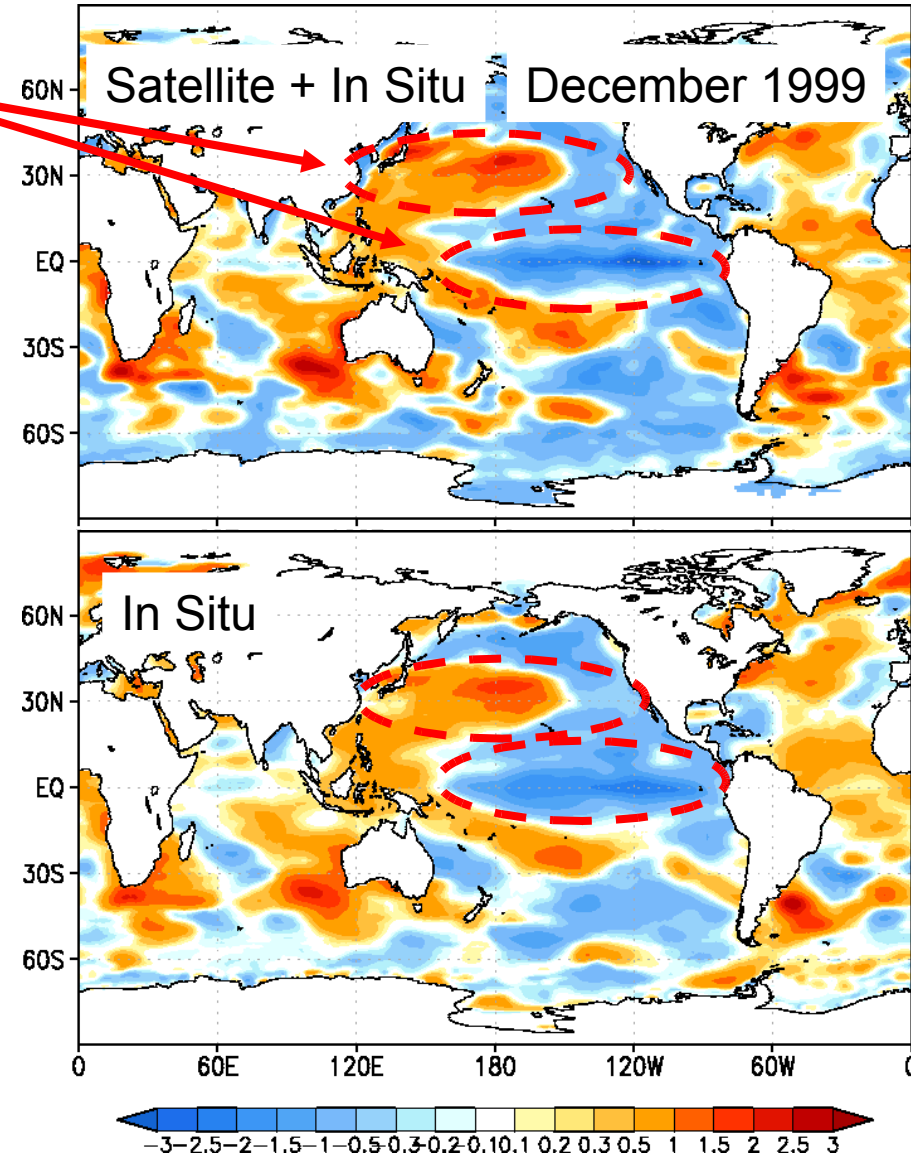 Satellite + In Situ December 1999
60N
30N
EQ
30S
60S
In Situ
60N
30N
EQ
30S
60S
0 60E 120E 180 120W 60W 0
-3-2.5-2-1.5-1-0.5-0.3-0.2-0.10.1 0.2 0.3 0.5 1 1.5 2 2.5 3